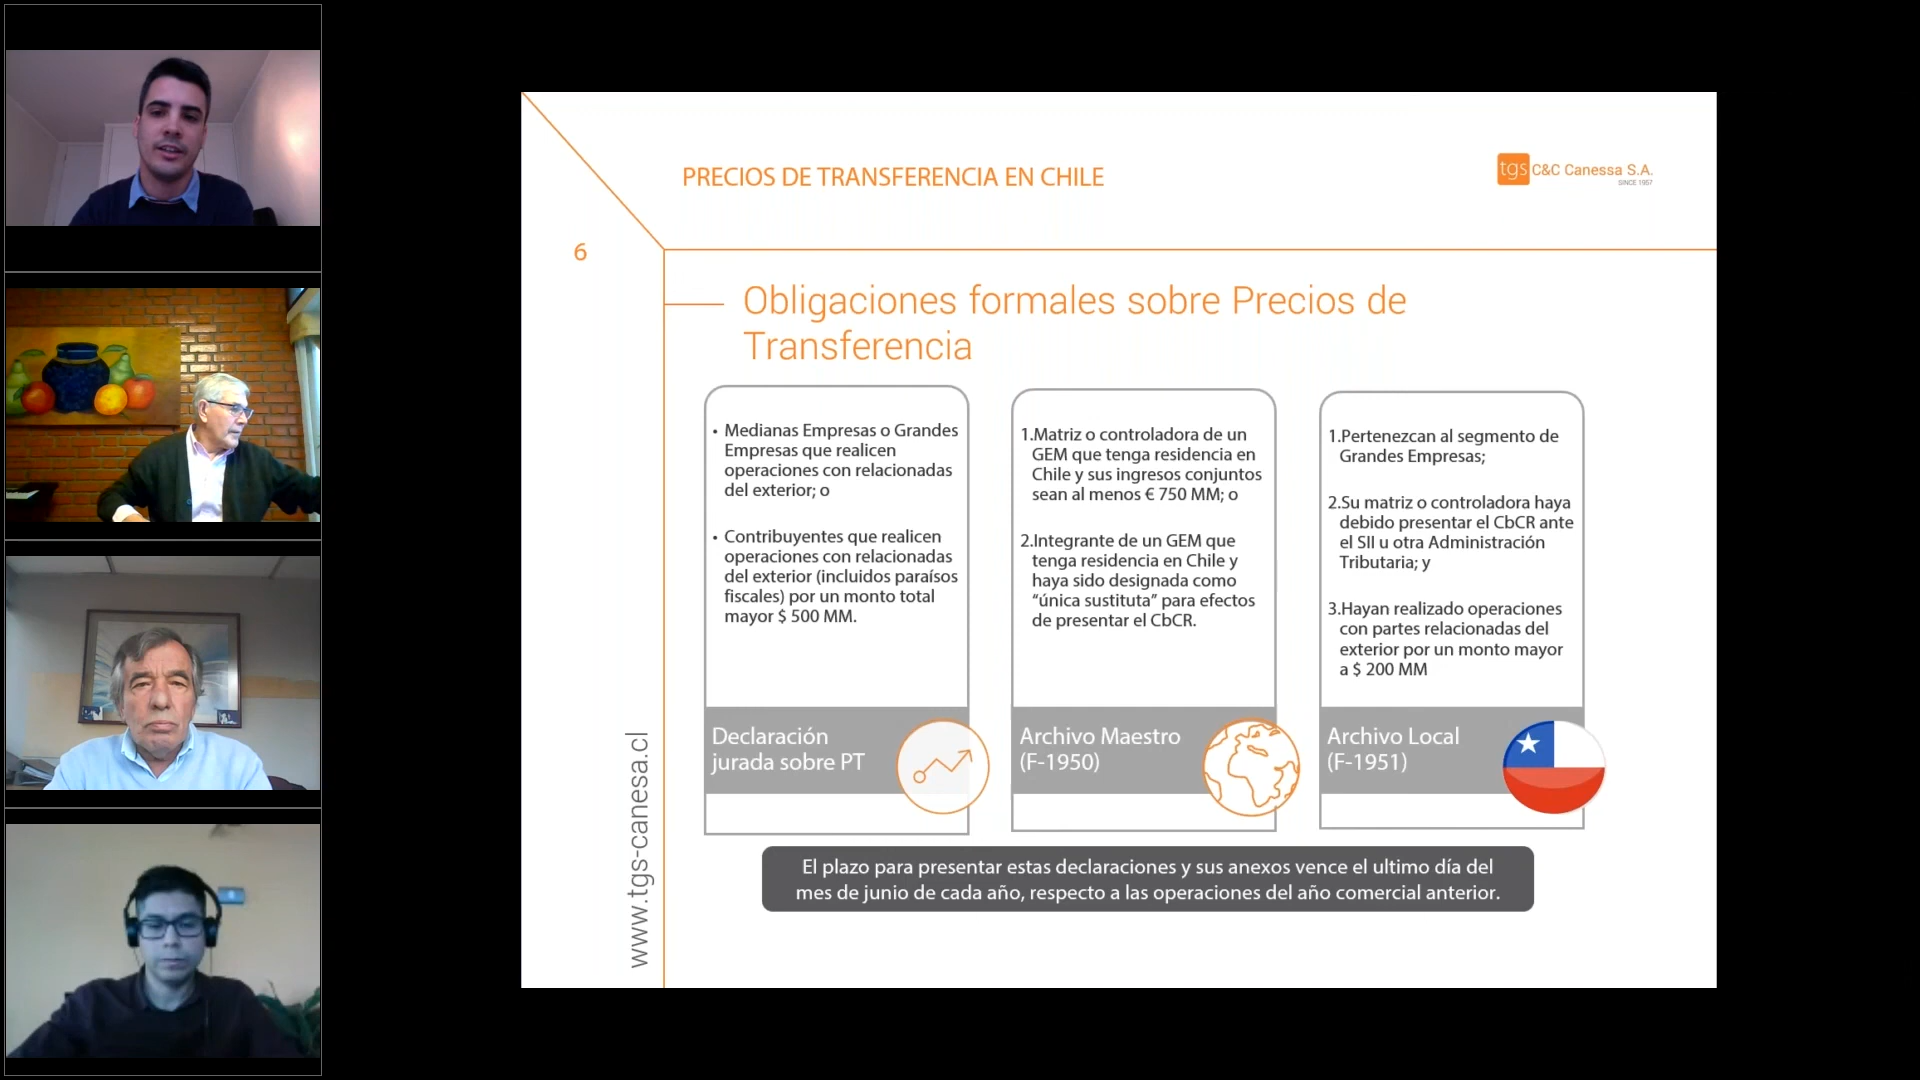 PRECIOS DE TRANSFERENCIA EN CHILE
tgs C&C Canessa S.A.
SINCE 1957
6
Obligaciones formales sobre Precios de
Transferencia
• Medianas Empresas o Grandes
Empresas que realicen
operaciones con relacionadas
del exterior; o
• Contribuyentes que realicen
operaciones con relacionadas
del exterior (incluidos paraísos
fiscales) por un monto total
mayor $ 500 MM.
Declaración
jurada sobre PT
1.Matriz o controladora de un
GEM que tenga residencia en
Chile y sus ingresos conjuntos
sean al menos € 750 MM; o
2.Integrante de un GEM que
tenga residencia en Chile y
haya sido designada como
“única sustituta” para efectos
de presentar el CbCR.
Archivo Maestro
(F-1950)
1.Pertenezcan al segmento de
Grandes Empresas;
2.Su matriz o controladora haya
debido presentar el CbCR ante
el SII u otra Administración
Tributaria; y
3.Hayan realizado operaciones
con partes relacionadas del
exterior por un monto mayor
a $ 200 MM
Archivo Local
(F-1951)
El plazo para presentar estas declaraciones y sus anexos vence el ultimo día del
mes de junio de cada año, respecto a las operaciones del año comercial anterior.
www.tgs-canesa.cl